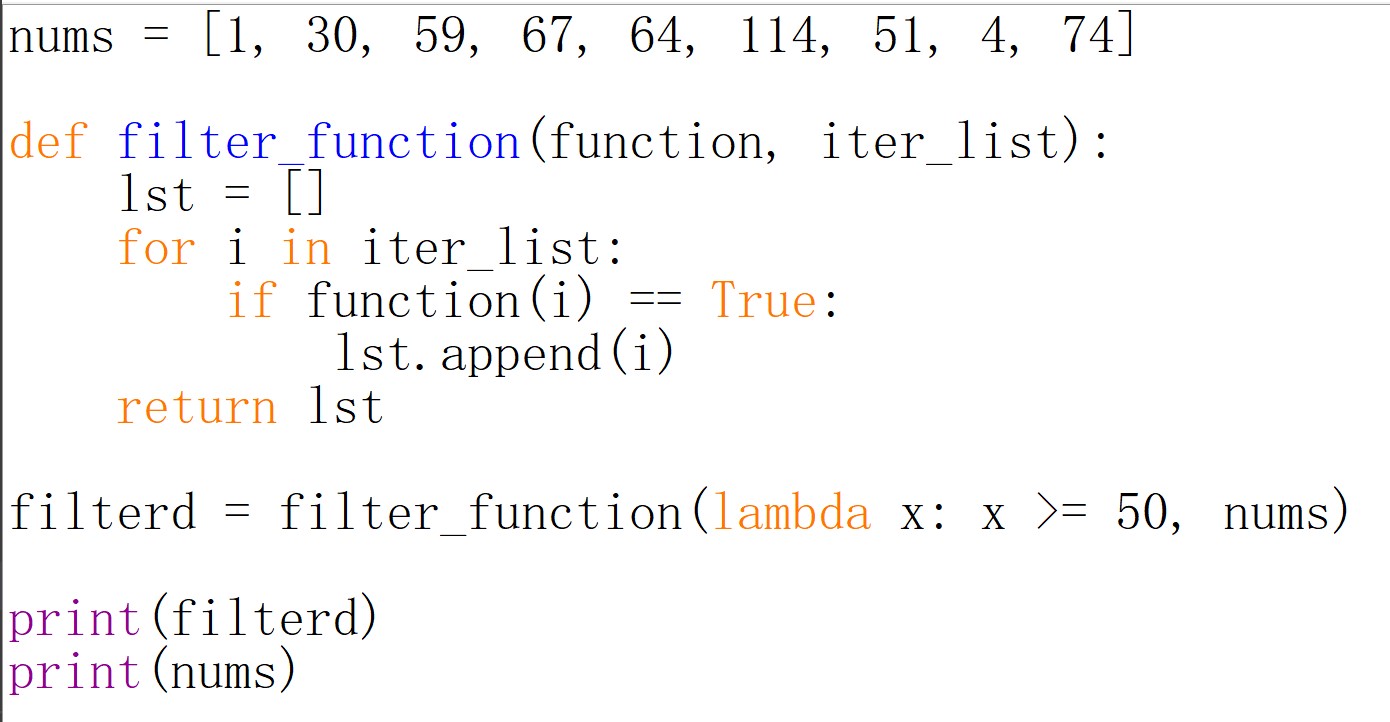 nums = [1, 30, 59, 67, 64, 114, 51, 4, 74]

def filter_function(function, iter_list):
    lst = []
    for i in iter_list:
        if function(i) == True:
            lst.append(i)
    return lst

filterd = filter_function(lambda x: x >= 50, nums)

print(filterd)
print(nums)